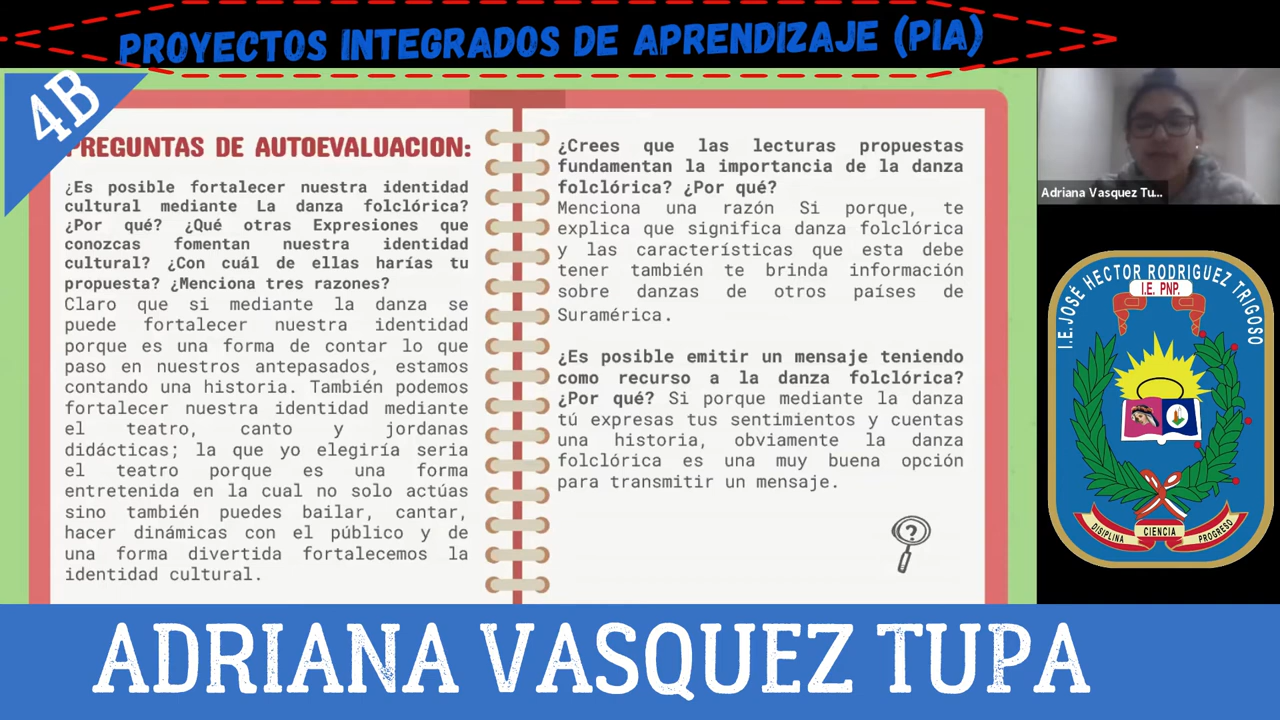 PROYECTOS INTEGRADOS DE APRENDIZAJE (PIA)
4B
PREGUNTAS DE AUTOEVALUACION:
¿Es posible fortalecer nuestra identidad
cultural mediante La danza folclórica?
¿Por qué? ¿Qué otras Expresiones que
conozcas fomentan nuestra identidad
cultural? ¿Con cuál de ellas harías tu
propuesta? ¿Menciona tres razones?
Claro que si mediante la danza se
puede fortalecer nuestra identidad
porque es una forma de contar lo que
paso en nuestros antepasados, estamos
contando una historia. También podemos
fortalecer nuestra identidad mediante
el teatro, canto y jordas
didácticas; la que yo elegiría seria
el teatro porque es una forma
entretenida en la cual no solo actúas
sino también puedes bailar, cantar,
hacer dinámicas con el público y de
una forma divertida fortalecemos la
identidad cultural.
¿Crees que las lecturas propuestas
fundamentan la importancia de la danza
folclórica? ¿Por qué?
Menciona una razón Si porque, te
explica que significa danza folclórica
y las características que esta debe
tener también te brinda información
sobre danzas de otros países de
Suramérica.
¿Es posible emitir un mensaje teniendo
como recurso a la danza folclórica?
¿Por qué? Si porque mediante la danza
tú expresas tus sentimientos y cuentas
una historia, obviamente la danza
folclórica es una muy buena opción
para transmitir un mensaje.
?
Adriana Vasquez Tu...
I.E. JOSÉ HECTOR RODRIGUEZ TRIGOSO
I.E. PNP.
DISIPLINA CIENCIA PROGRESO
ADRIANA VASQUEZ TUPA